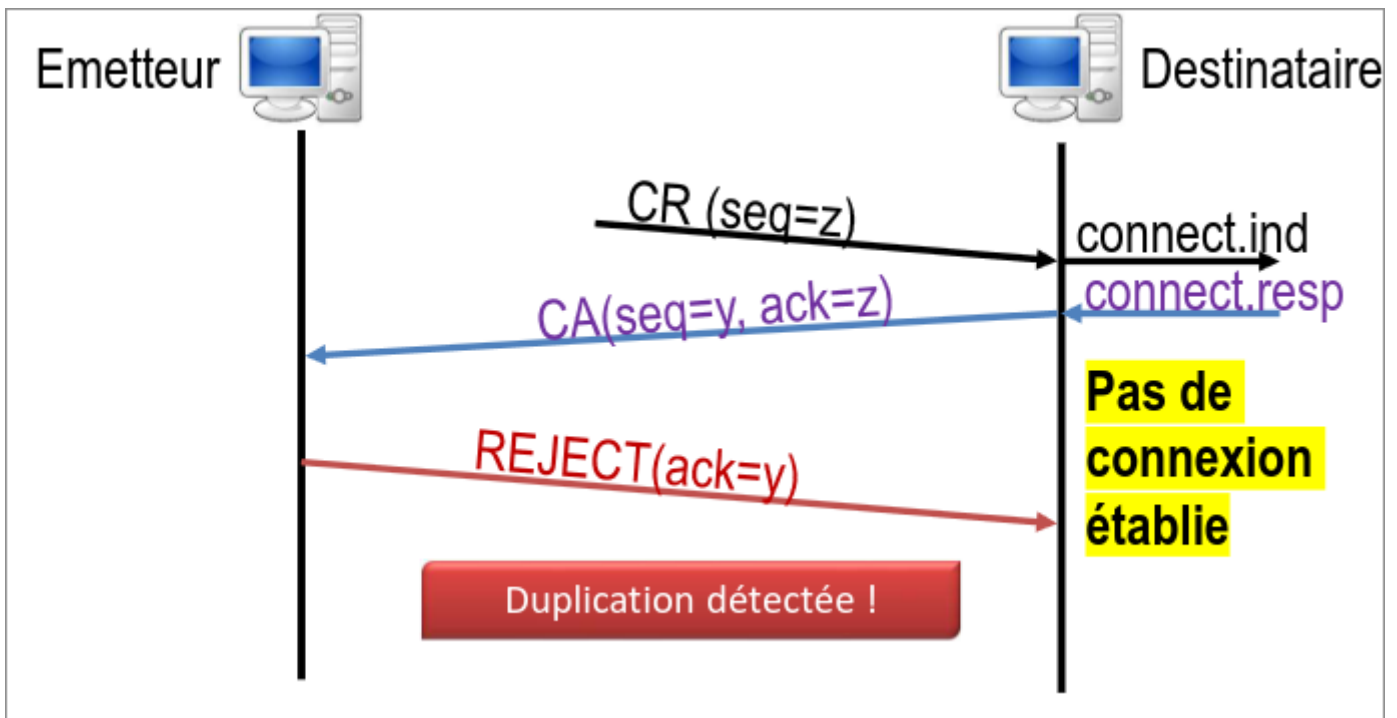 Emetteur
Destinataire
CR (seq=z)
connect.ind
connect.resp
CA(seq=y, ack=z)
Pas de
connexion
établie
REJECT(ack=y)
Duplication détectée !